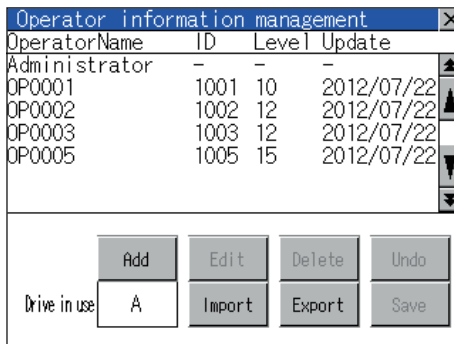 Operator information management
OperatorName ID Level Update
Administrator - - -
OP0001 1001 10 2012/07/22
OP0002 1002 12 2012/07/22
OP0003 1003 12 2012/07/22
OP0005 1005 15 2012/07/22
Add Edit Delete Undo
Drive in use A Import Export Save